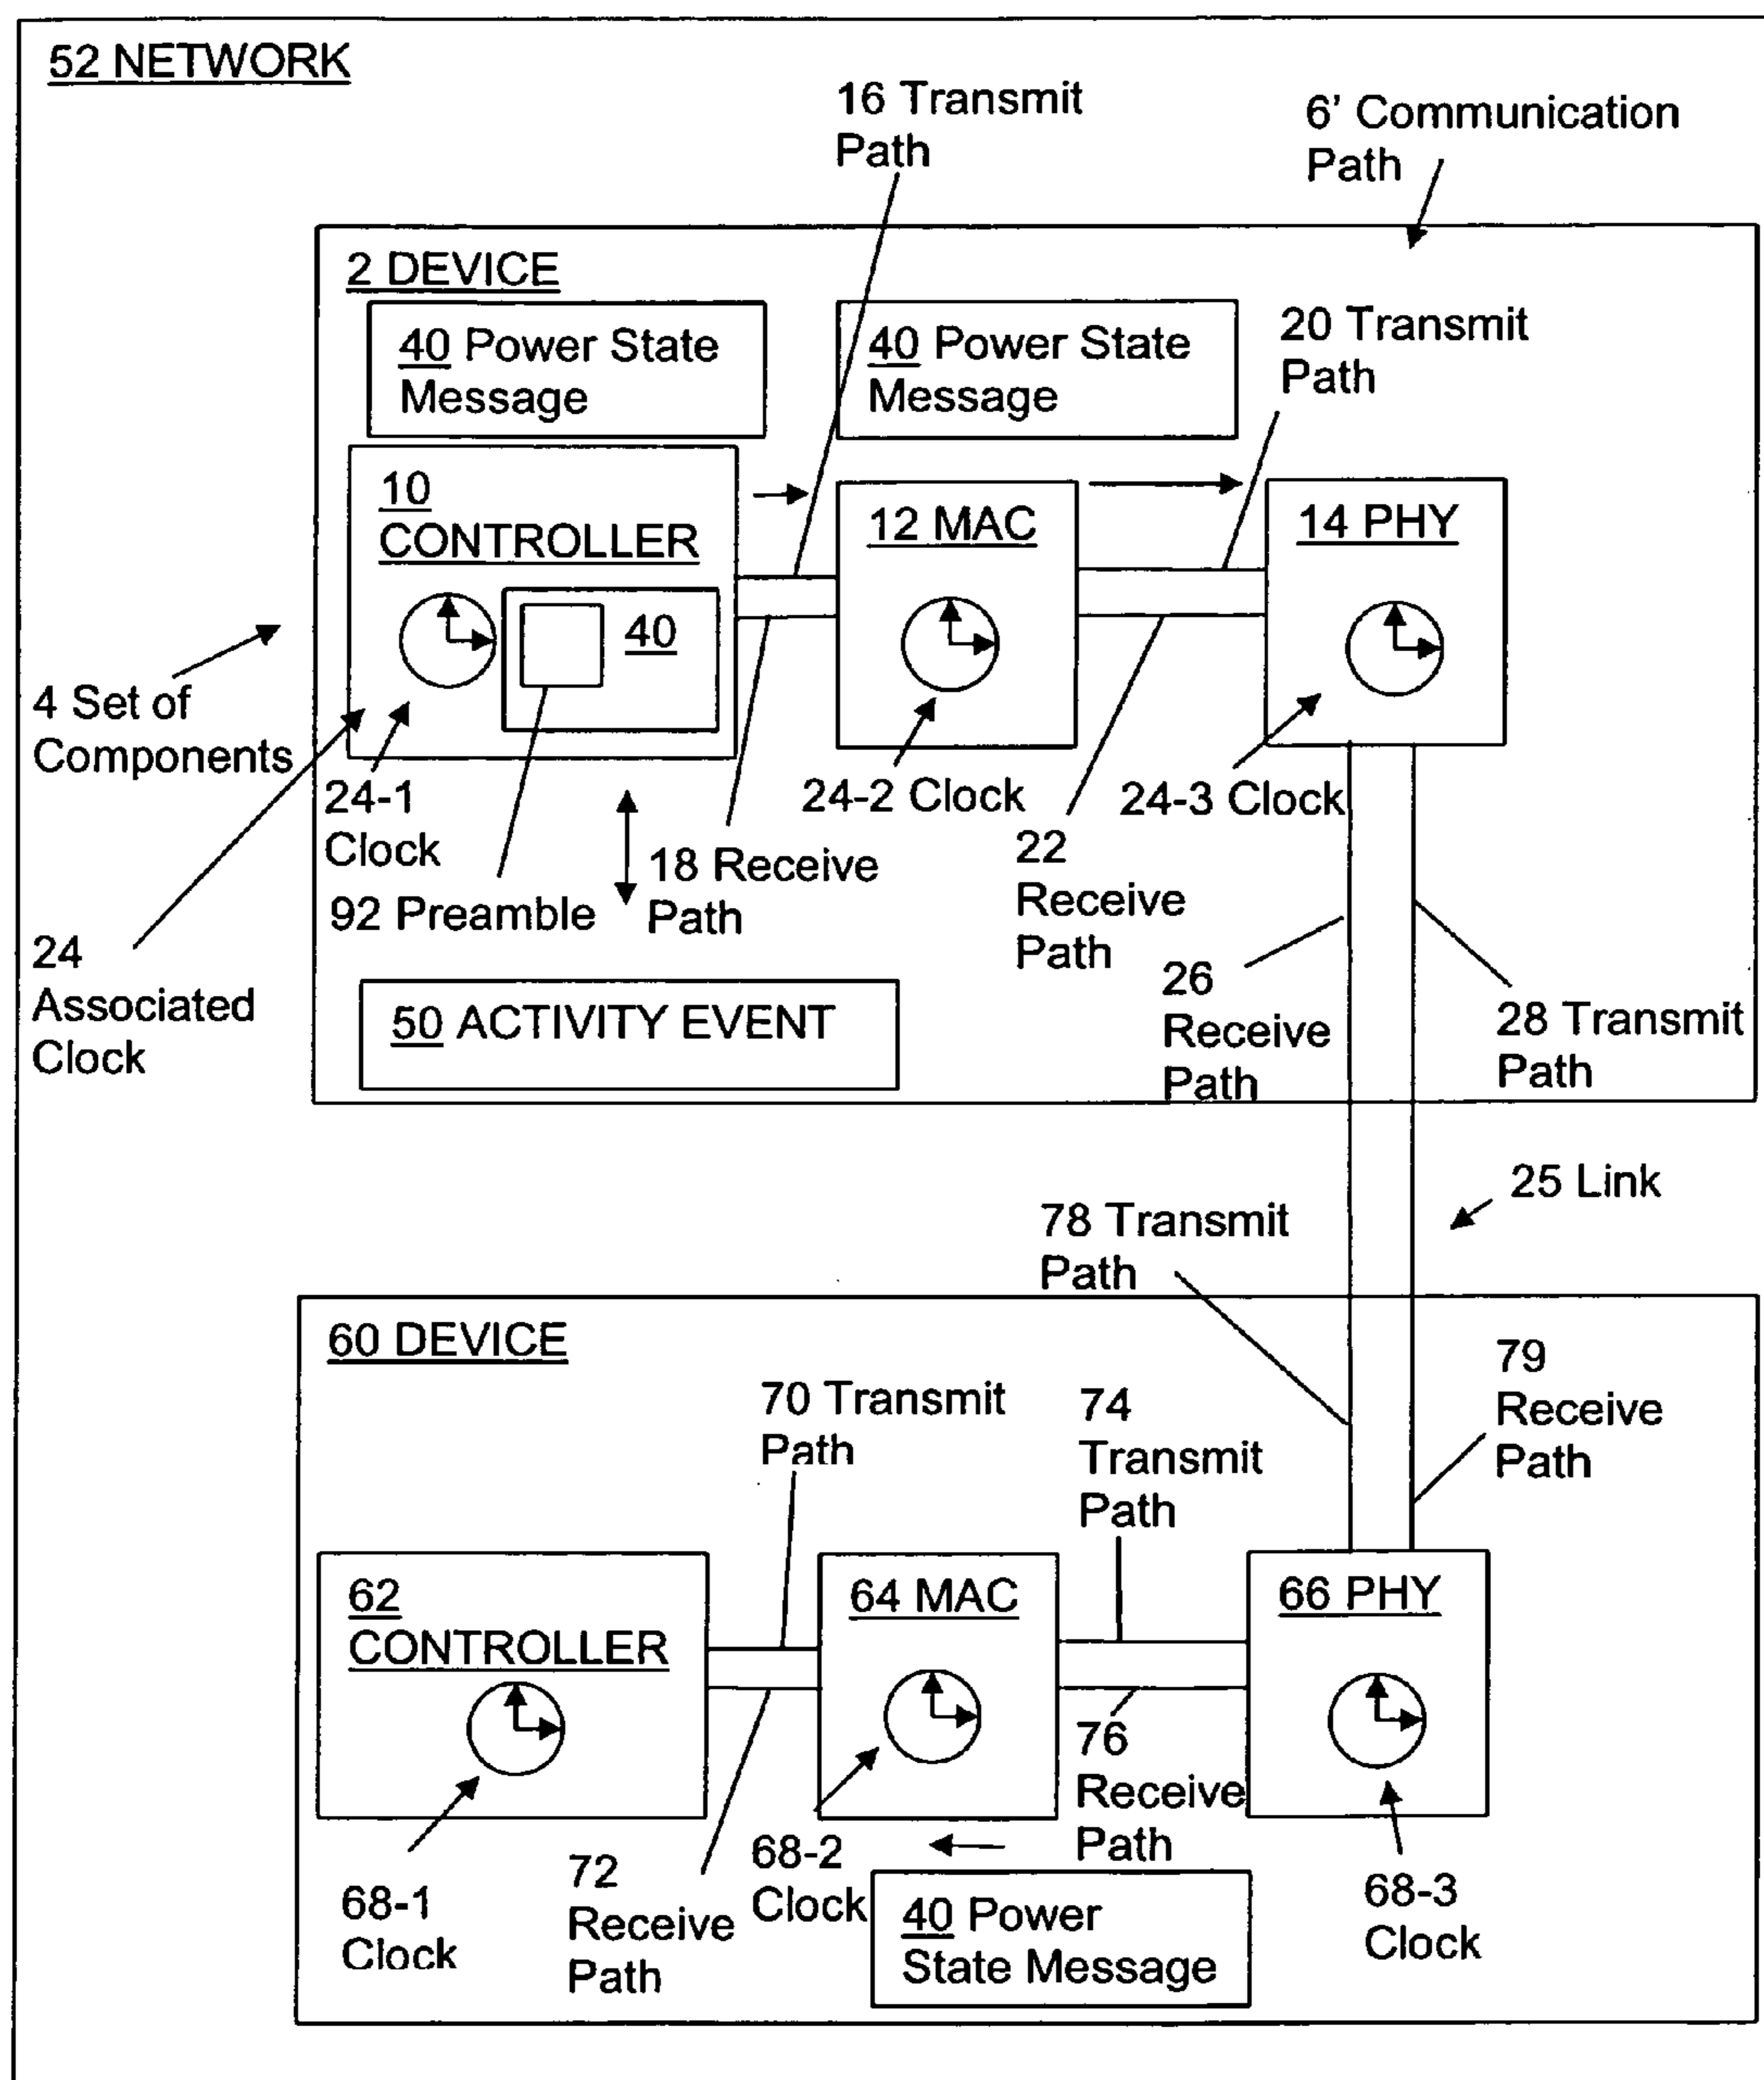 52 NETWORK
16 Transmit
Path
6' Communication
Path
2 DEVICE
40 Power State
Message
40 Power State
Message
20 Transmit
Path
10
CONTROLLER
12 MAC
14 PHY
40
4 Set of
Components
24-1
Clock
24-2 Clock
24-3 Clock
92 Preamble
18 Receive
Path
22
Receive
Path
24
Associated
Clock
26
Receive
Path
28 Transmit
Path
50 ACTIVITY EVENT
25 Link
78 Transmit
Path
60 DEVICE
70 Transmit
Path
74
Transmit
Path
79
Receive
Path
62
CONTROLLER
64 MAC
66 PHY
76
Receive
Path
68-1
Clock
72
Receive
Path
68-2
Clock
40 Power
State Message
68-3
Clock